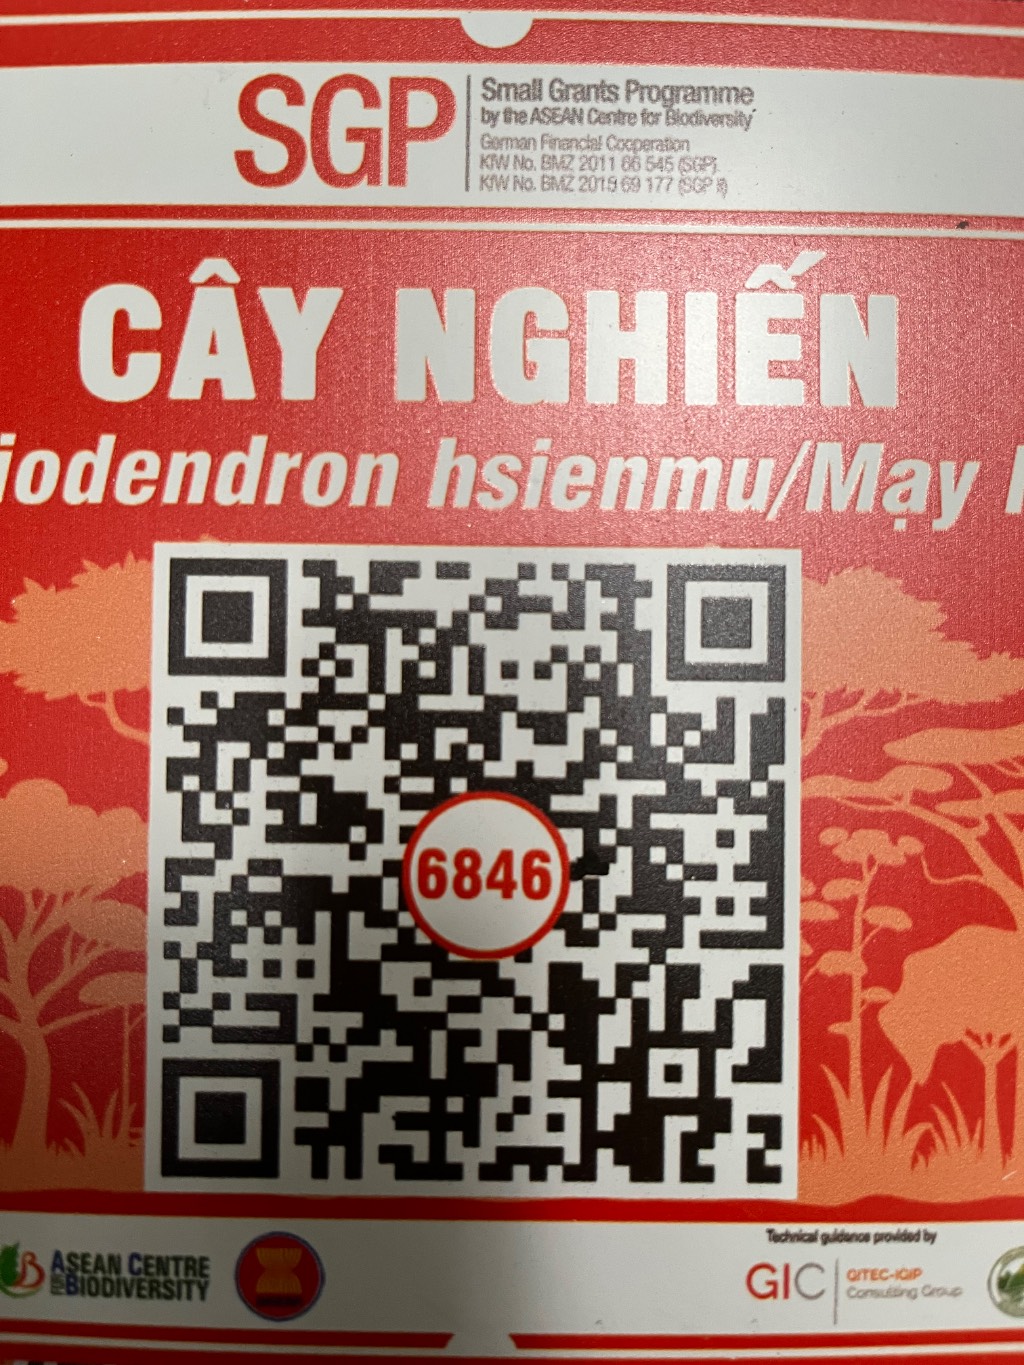 SGP
Small Grants Programme
by the ASEAN Centre for Biodiversity
German Financial Cooperation
KfW No. BMZ 2011 66 545 (SGP)
KfW No. BMZ 2019 69 177 (SGP II)
CÂY NGHIẾN
iodendron hsienmu/Mạy
6846
ASEAN CENTRE
FOR BIODIVERSITY
Technical guidance provided by
GIC
GITEC-IGIP
Consulting Group